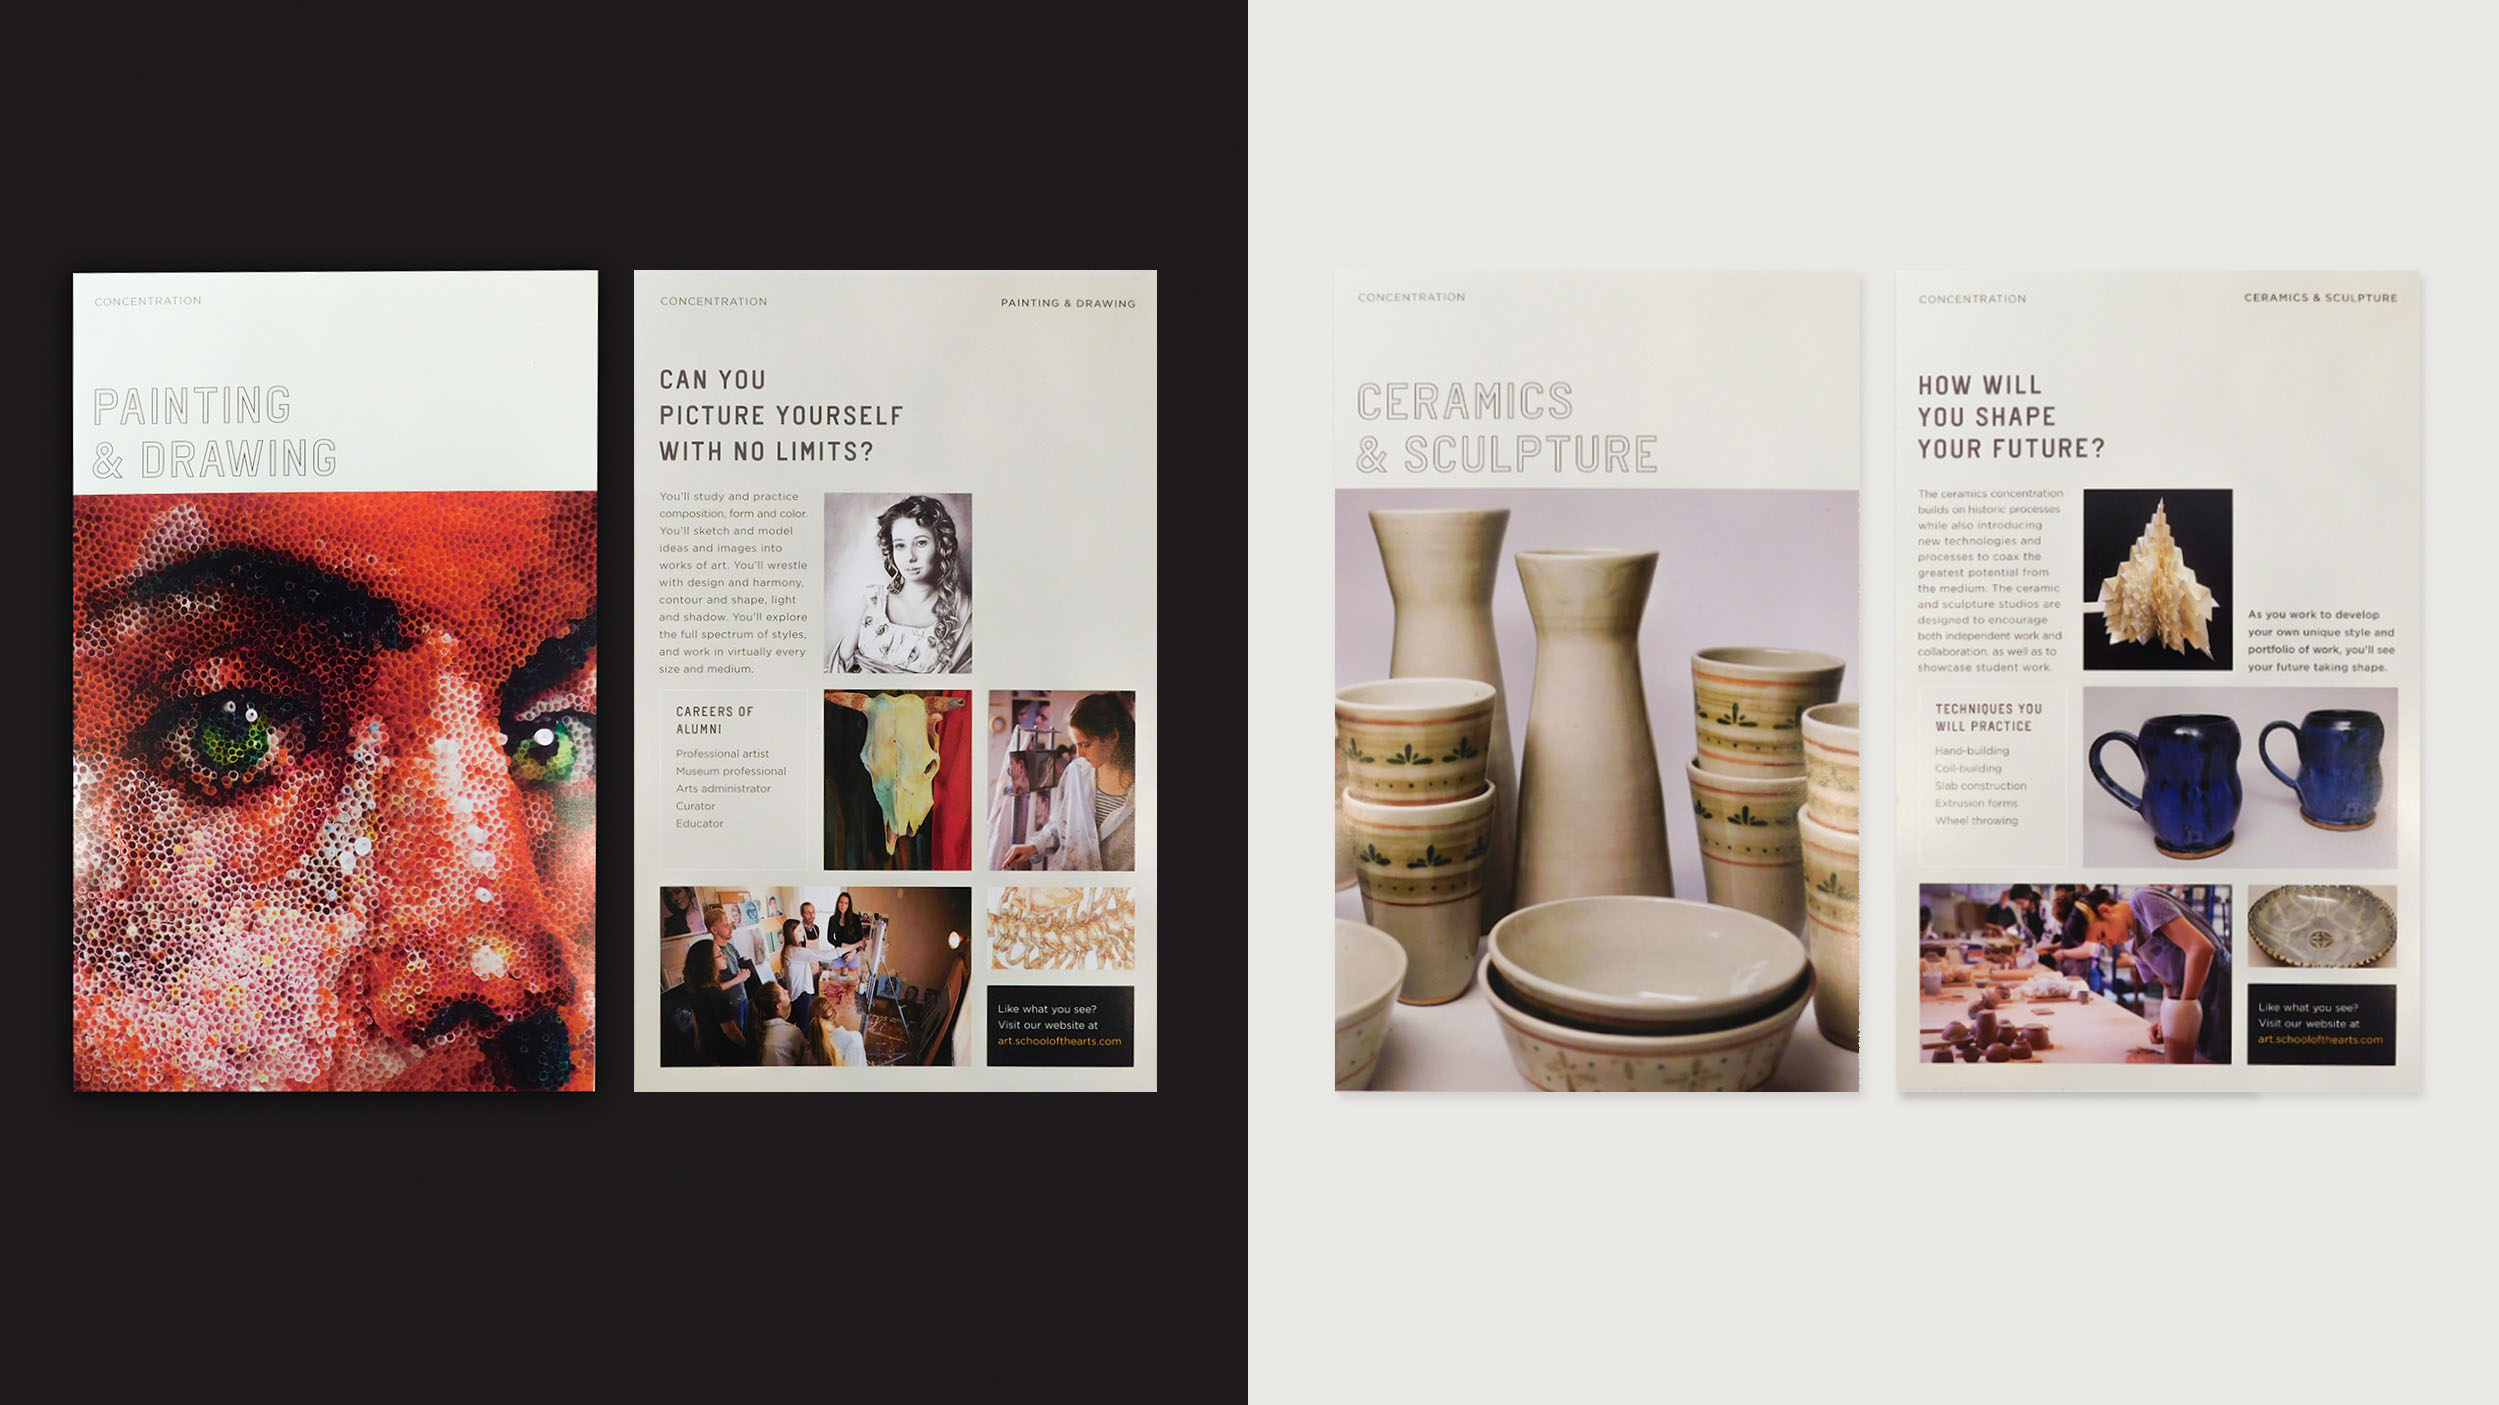 CONCENTRATION
PAINTING
& DRAWING
CONCENTRATION
PAINTING & DRAWING
CAN YOU
PICTURE YOURSELF
WITH NO LIMITS?
You'll study and practice
composition, form and color.
You'll sketch and model
ideas and images into
works of art. You'll wrestle
with design and harmony,
contour and shape, light
and shadow. You'll explore
the full spectrum of styles,
and work in virtually every
size and medium.
CAREERS OF
ALUMNI
Professional artist
Museum professional
Arts administrator
Curator
Educator
Like what you see?
Visit our website at
art.schoolofthearts.com
CONCENTRATION
CERAMICS
& SCULPTURE
CONCENTRATION
CERAMICS & SCULPTURE
HOW WILL
YOU SHAPE
YOUR FUTURE?
The ceramics concentration
builds on historic processes
while also introducing
new technologies and
processes to coax the
greatest potential from
the medium. The ceramic
and sculpture studios are
designed to encourage
both independent work and
collaboration, as well as to
showcase student work.
As you work to develop
your own unique style and
portfolio of work, you'll see
your future taking shape.
TECHNIQUES YOU
WILL PRACTICE
Hand-building
Coil-building
Slab construction
Extrusion forms
Wheel throwing
Like what you see?
Visit our website at
art.schoolofthearts.com